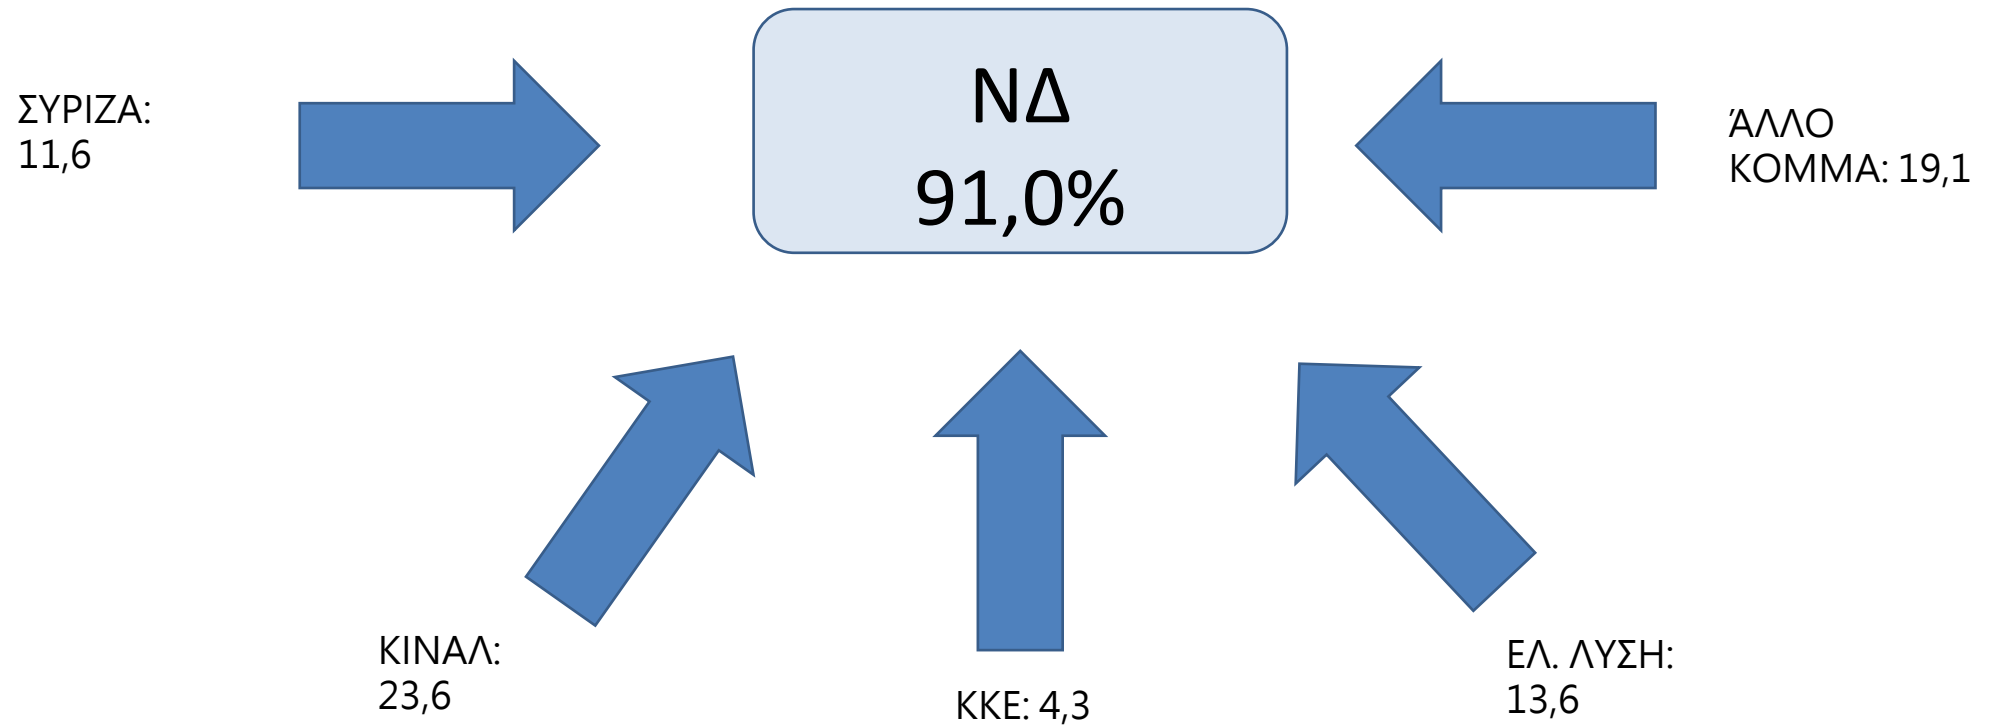 ΣΥΡΙΖΑ:
11,6
ΝΔ
91,0%
ΆΛΛΟ
ΚΟΜΜΑ: 19,1
ΚΙΝΑΛ:
23,6
ΚΚΕ: 4,3
ΕΛ. ΛΥΣΗ:
13,6